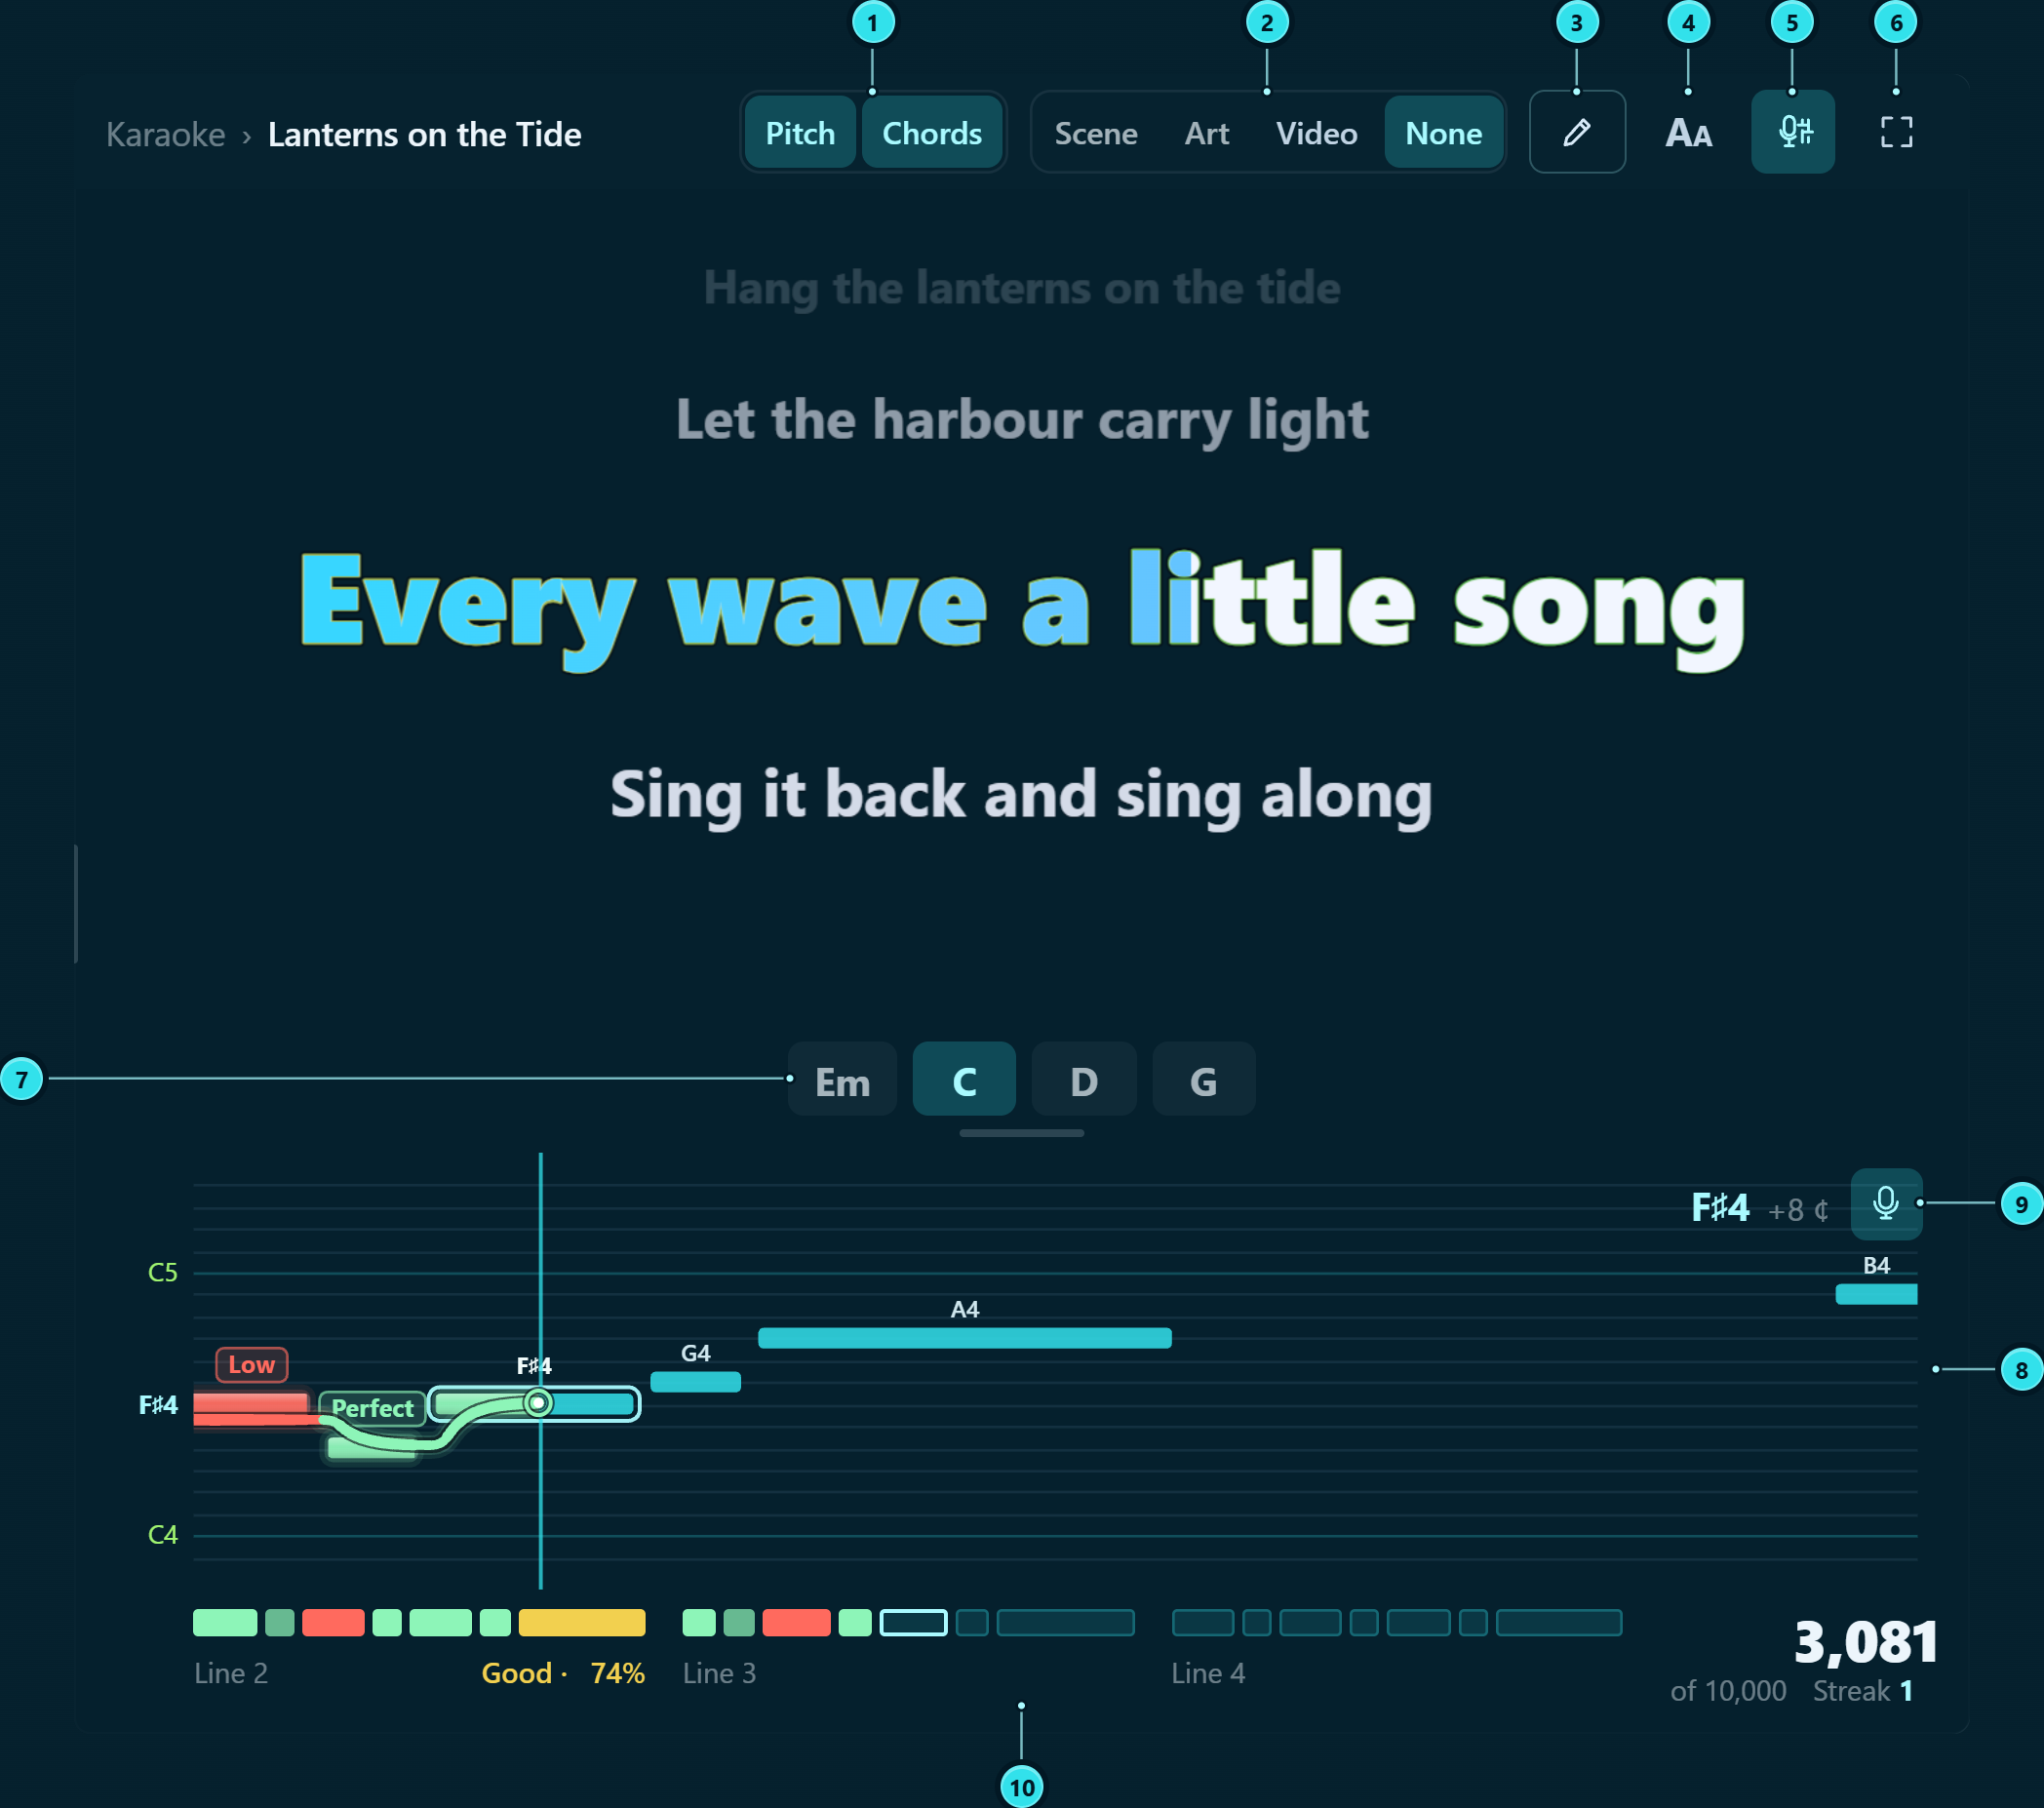 1 2 3 4 5 6
Karaoke › Lanterns on the Tide Pitch Chords Scene Art Video None AA
Hang the lanterns on the tide
Let the harbour carry light
Every wave a little song
Sing it back and sing along
7 Em C D G
F♯4 +8 ¢ 9
B4
C5
A4
G4
Low F♯4 8
F♯4 Perfect
C4
3,081
Line 2 Good · 74% Line 3 Line 4
of 10,000 Streak 1
10